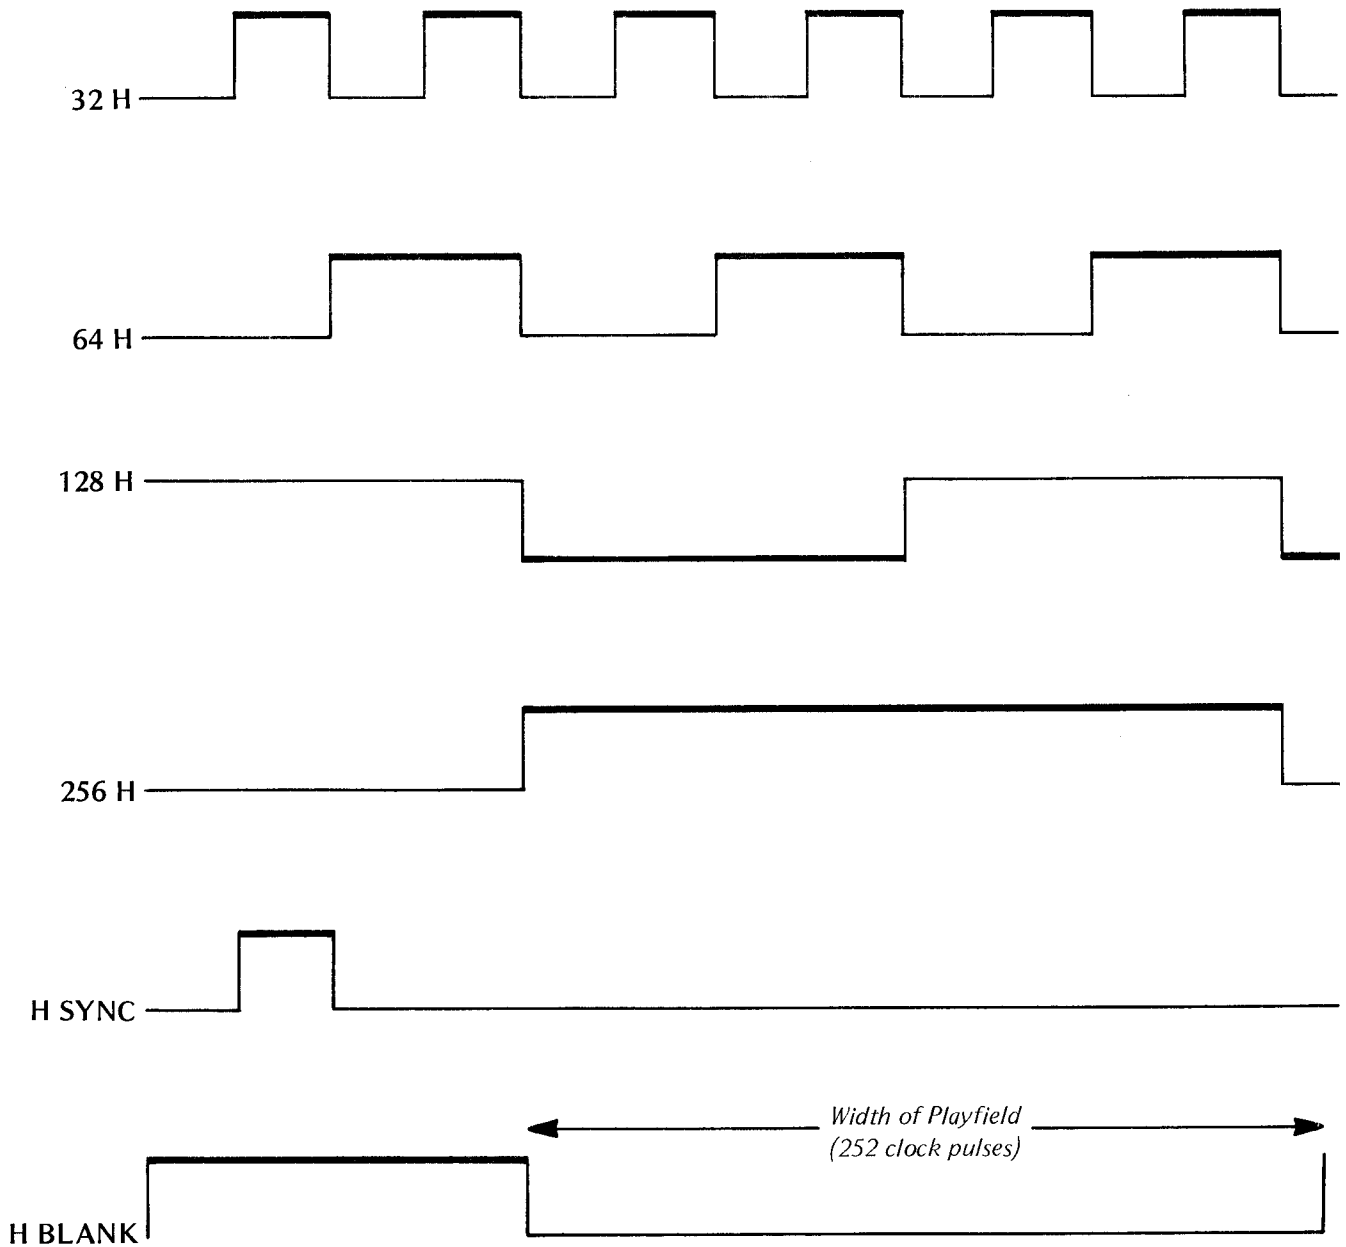 32 H
64 H
128 H
256 H
H SYNC
Width of Playfield
(252 clock pulses)
H BLANK